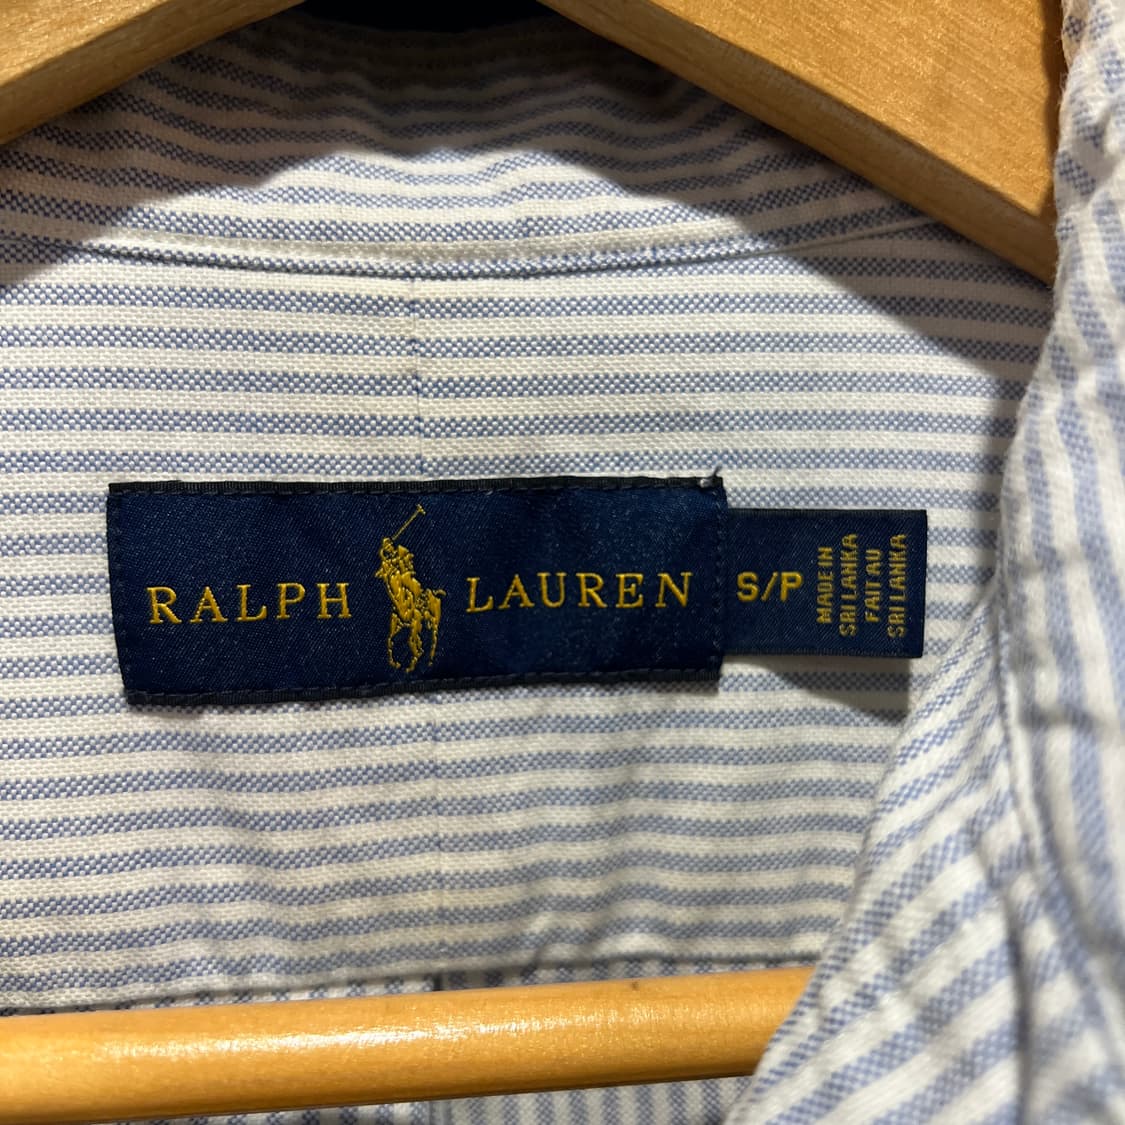 RALPH LAUREN
S/P
MADE IN
SRI LANKA
FAIT AU
SRI LANKA